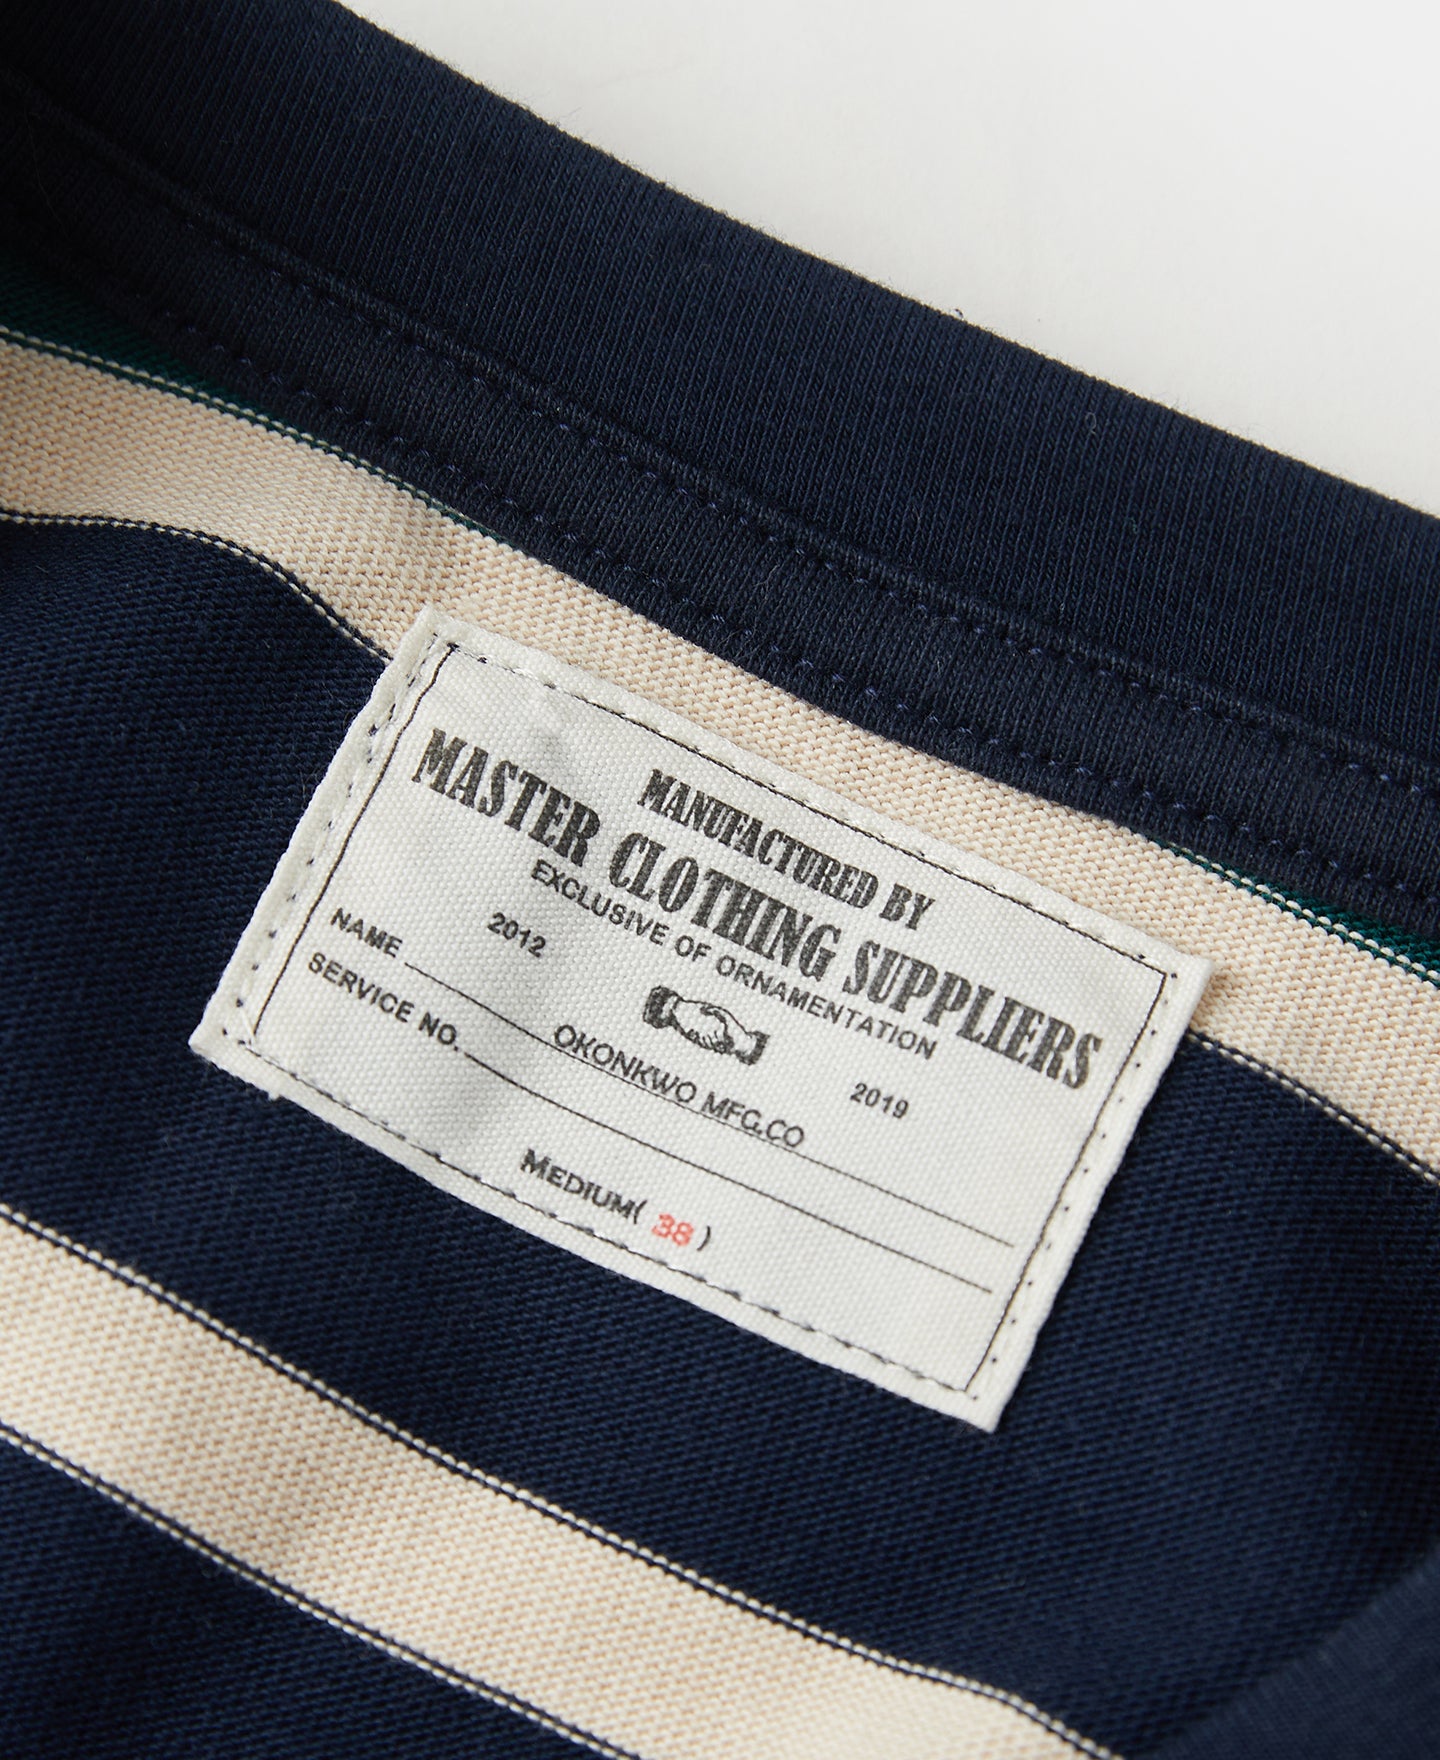 MANUFACTURED BY
MASTER CLOTHING SUPPLIERS
EXCLUSIVE OF ORNAMENTATION
2012 2019
NAME OKONKWO MFG.CO
SERVICE NO.
MEDIUM( 38 )